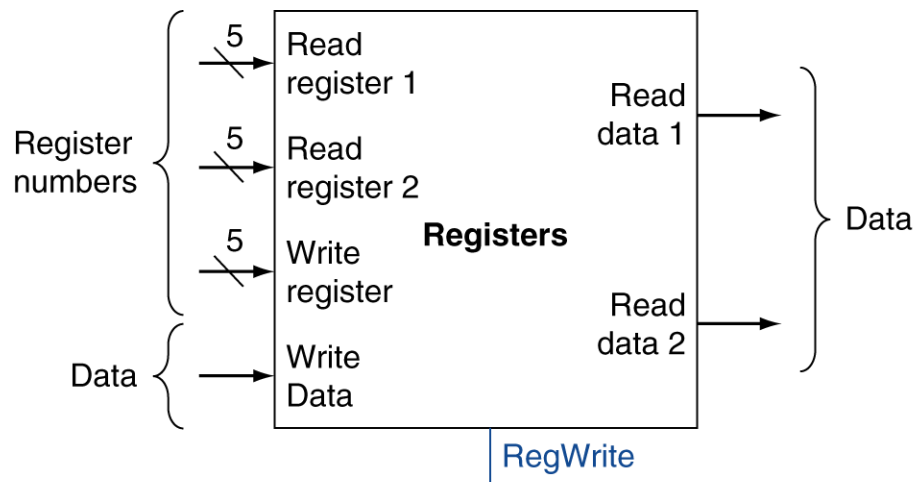 5
Read
register 1
5
Read
register 2
5
Write
register
Write
Data
Register
numbers
Data
Registers
Read
data 1
Read
data 2
Data
RegWrite